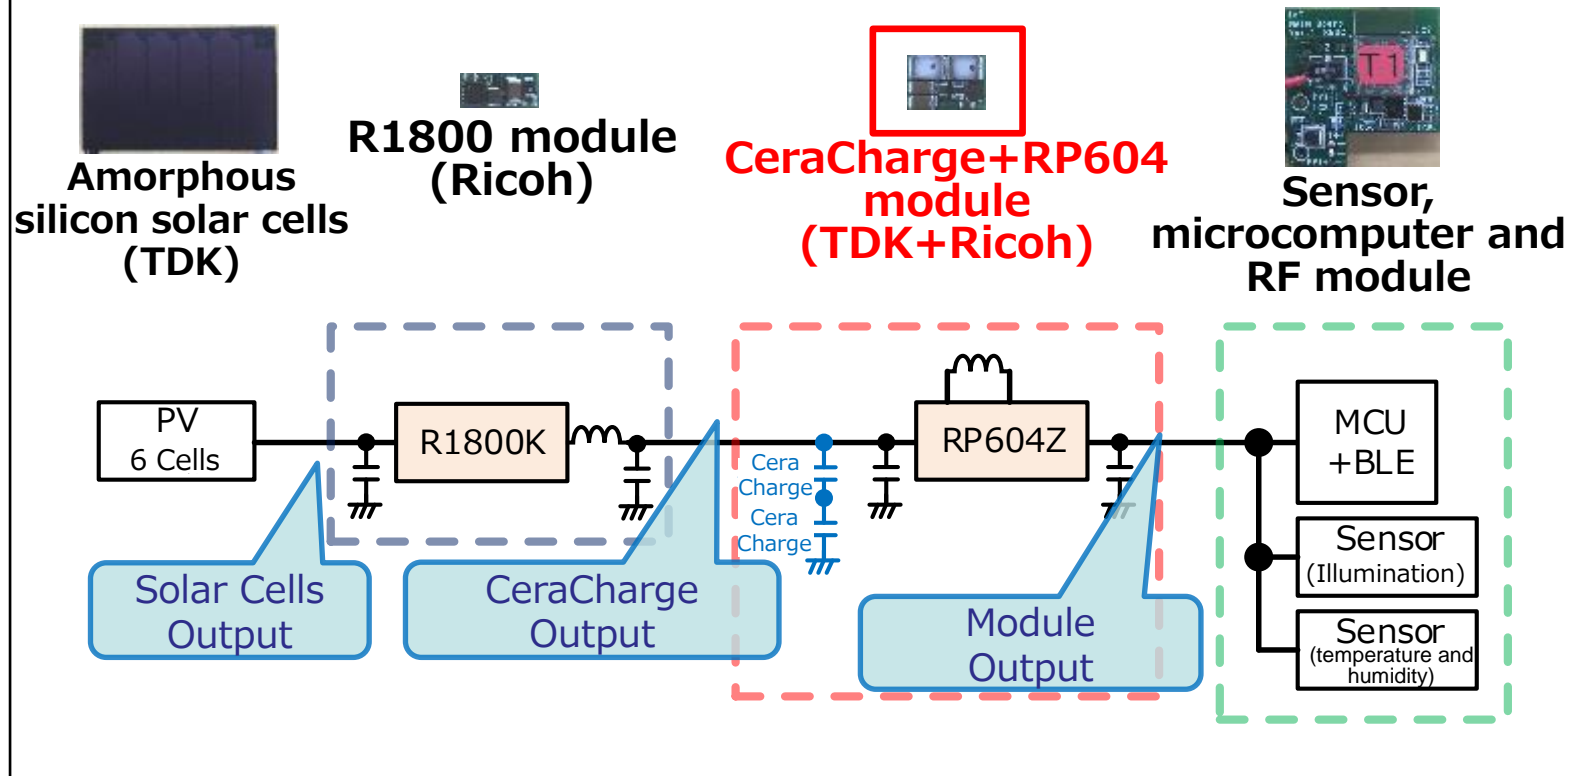 Amorphous
silicon solar cells
(TDK)
R1800 module
(Ricoh)
CeraCharge+RP604
module
(TDK+Ricoh)
T1
Sensor,
microcomputer and
RF module
PV
6 Cells
R1800K
Cera
Charge
Cera
Charge
RP604Z
MCU
+BLE
Sensor
(Illumination)
Sensor
(temperature and
humidity)
Solar Cells
Output
CeraCharge
Output
Module
Output